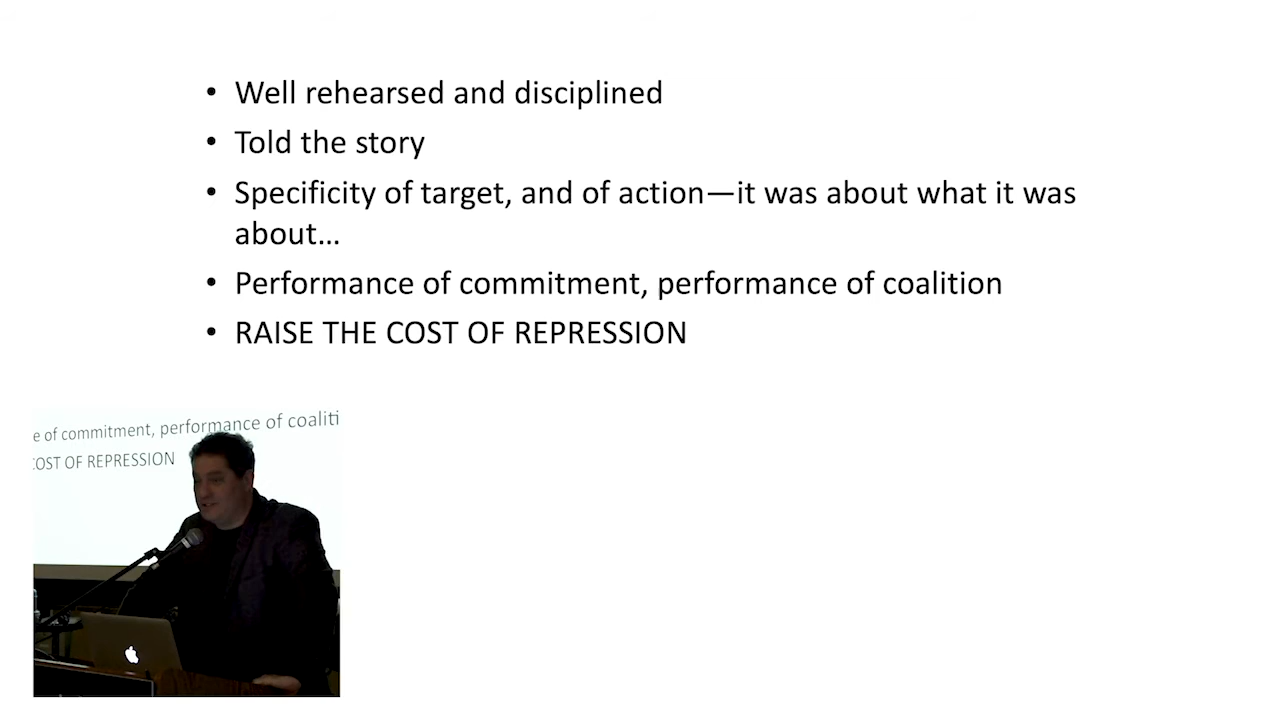 • Well rehearsed and disciplined
• Told the story
• Specificity of target, and of action—it was about what it was
about…
• Performance of commitment, performance of coalition
• RAISE THE COST OF REPRESSION
e of commitment, performance of coaliti
COST OF REPRESSION